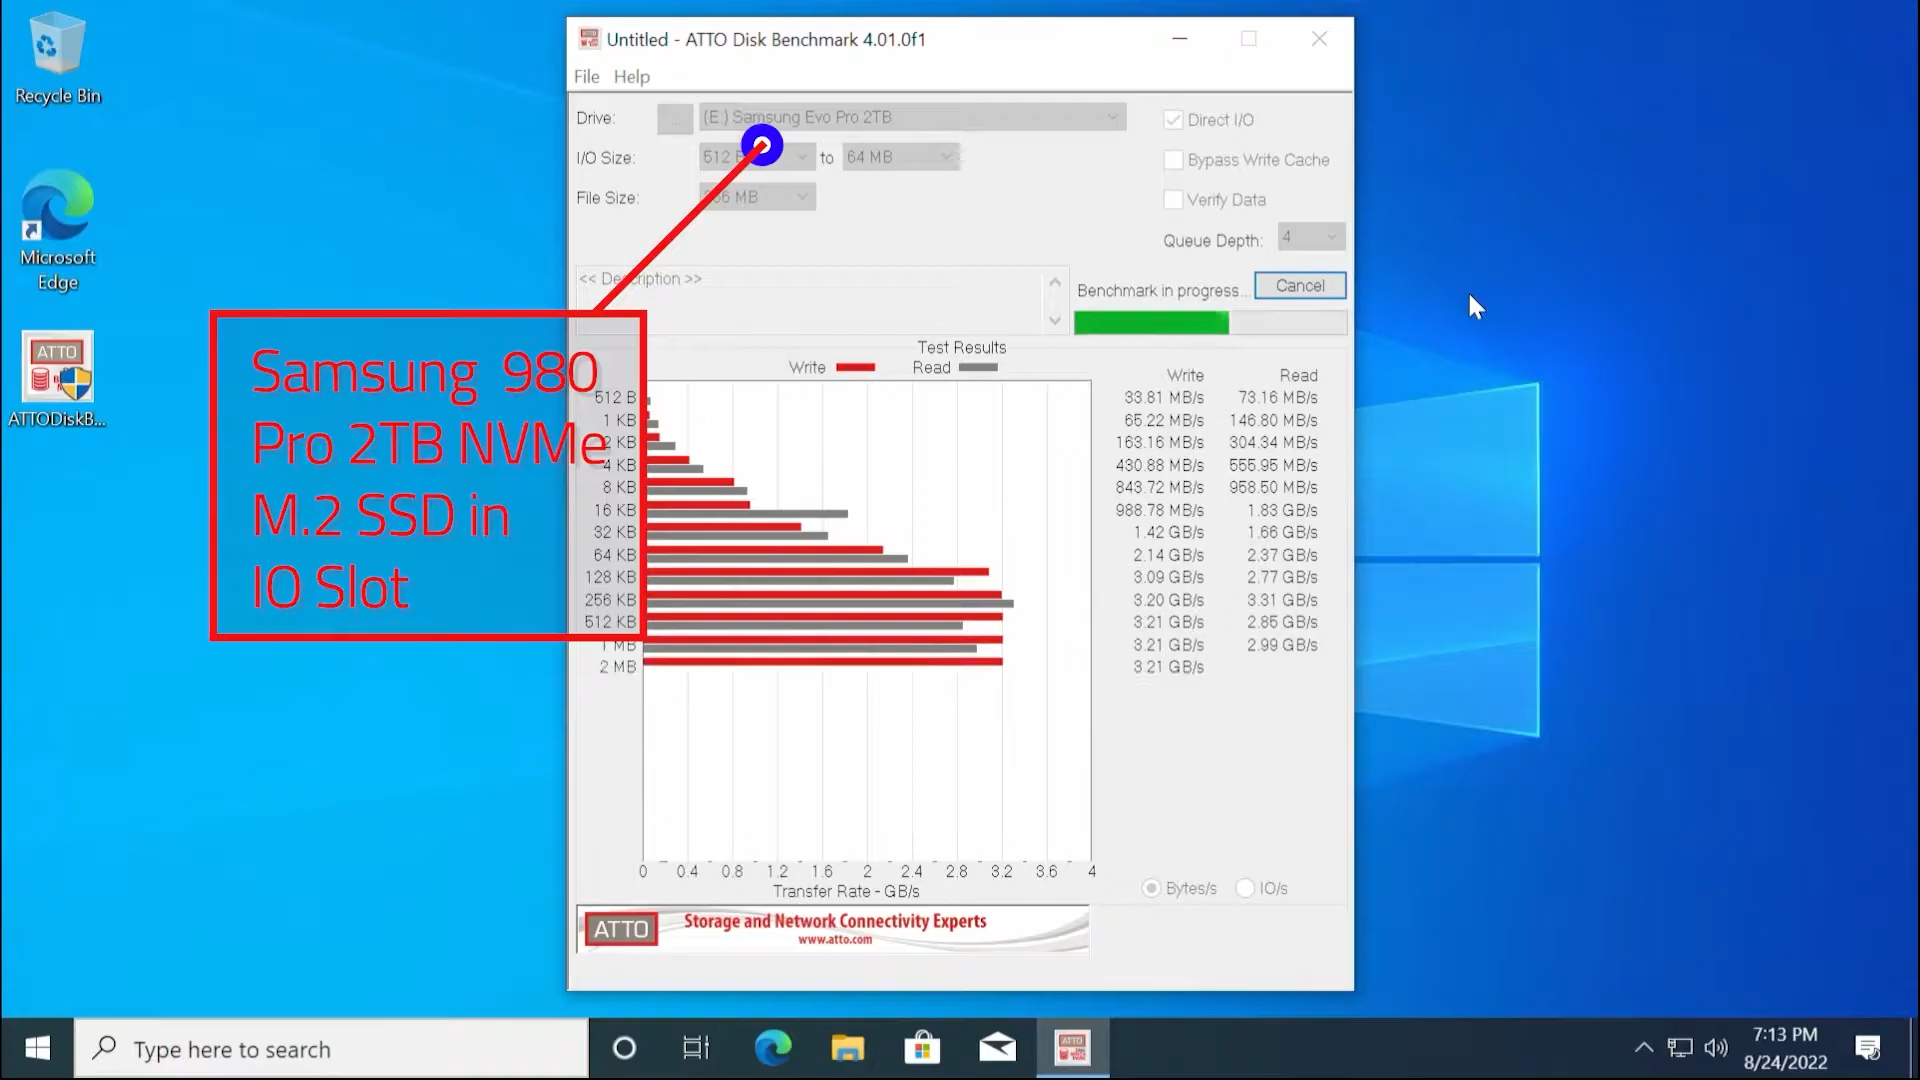 Recycle Bin
Microsoft
Edge
ATTO
ATTODiskB...
Untitled - ATTO Disk Benchmark 4.01.0f1
File Help
Drive: ... (E:) Samsung Evo Pro 2TB
Direct I/O
I/O Size: 512 B to 64 MB
Bypass Write Cache
File Size: MB
Verify Data
Queue Depth: 4
<< Description >>
Benchmark in progress... Cancel
Samsung 980
Pro 2TB NVMe
M.2 SSD in
IO Slot
Test Results
Write Read
Write Read
512 B 33.81 MB/s 73.16 MB/s
1 KB 65.22 MB/s 146.80 MB/s
2 KB 163.16 MB/s 304.34 MB/s
4 KB 430.88 MB/s 555.95 MB/s
8 KB 843.72 MB/s 958.50 MB/s
16 KB 988.78 MB/s 1.83 GB/s
32 KB 1.42 GB/s 1.66 GB/s
64 KB 2.14 GB/s 2.37 GB/s
128 KB 3.09 GB/s 2.77 GB/s
256 KB 3.20 GB/s 3.31 GB/s
512 KB 3.21 GB/s 2.85 GB/s
1 MB 3.21 GB/s 2.99 GB/s
2 MB 3.21 GB/s
0 0.4 0.8 1.2 1.6 2 2.4 2.8 3.2 3.6 4
Transfer Rate - GB/s
Bytes/s IO/s
ATTO Storage and Network Connectivity Experts
www.atto.com
Type here to search
7:13 PM
8/24/2022